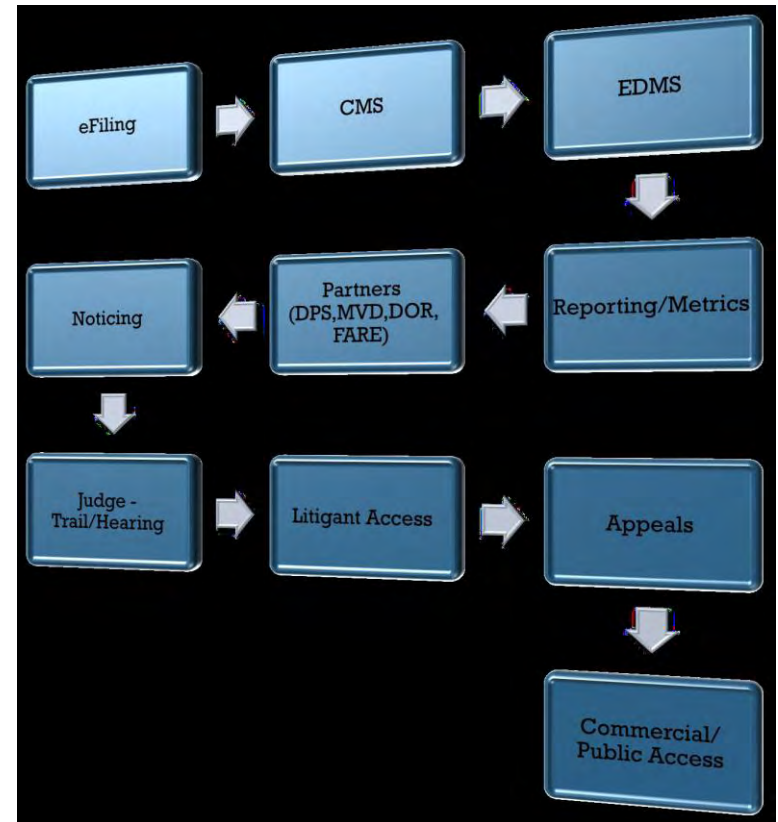 eFiling
CMS
EDMS
Reporting/Metrics
Partners
(DPS,MVD,DOR,
FARE)
Noticing
Judge -
Trail/Hearing
Litigant Access
Appeals
Commercial/
Public Access